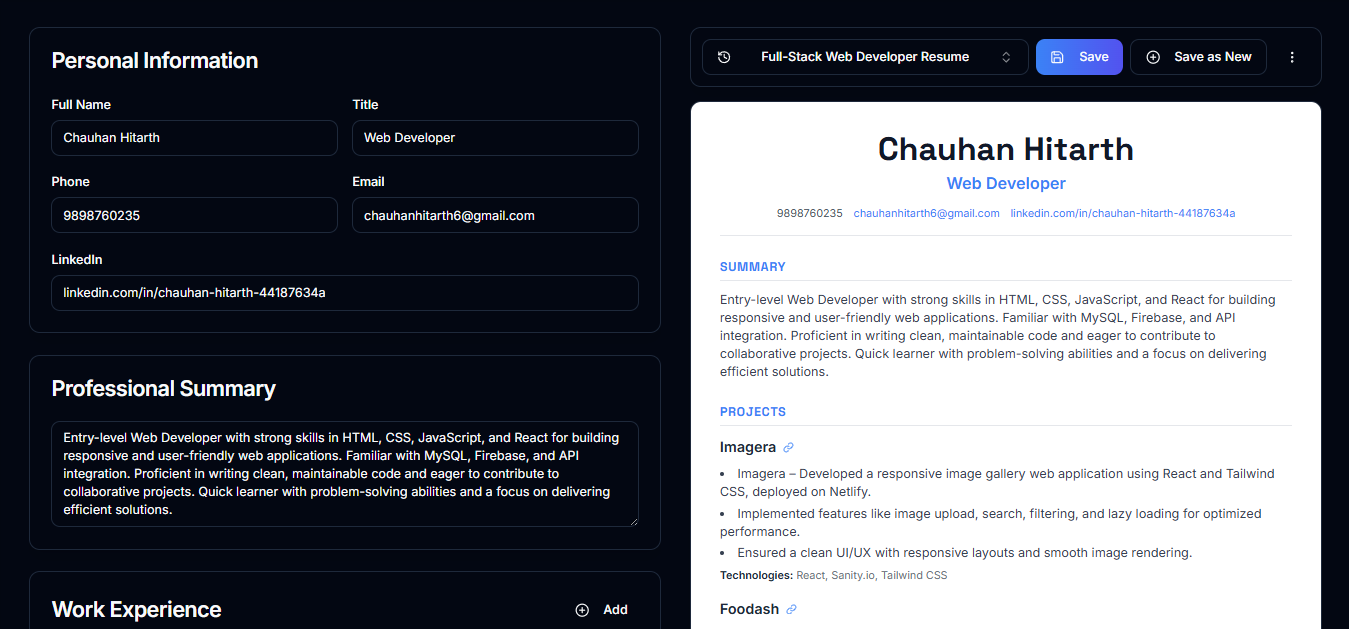 Personal Information
Full Name
Title
Chauhan Hitarth
Web Developer
Phone
Email
9898760235
chauhanhitarth6@gmail.com
LinkedIn
linkedin.com/in/chauhan-hitarth-44187634a
Professional Summary
Entry-level Web Developer with strong skills in HTML, CSS, JavaScript, and React for building
responsive and user-friendly web applications. Familiar with MySQL, Firebase, and API
integration. Proficient in writing clean, maintainable code and eager to contribute to
collaborative projects. Quick learner with problem-solving abilities and a focus on delivering
efficient solutions.
Work Experience
Add
Full-Stack Web Developer Resume
Save
Save as New
Chauhan Hitarth
Web Developer
9898760235 chauhanhitarth6@gmail.com linkedin.com/in/chauhan-hitarth-44187634a
SUMMARY
Entry-level Web Developer with strong skills in HTML, CSS, JavaScript, and React for building
responsive and user-friendly web applications. Familiar with MySQL, Firebase, and API
integration. Proficient in writing clean, maintainable code and eager to contribute to
collaborative projects. Quick learner with problem-solving abilities and a focus on delivering
efficient solutions.
PROJECTS
Imagera
• Imagera – Developed a responsive image gallery web application using React and Tailwind
CSS, deployed on Netlify.
• Implemented features like image upload, search, filtering, and lazy loading for optimized
performance.
• Ensured a clean UI/UX with responsive layouts and smooth image rendering.
Technologies: React, Sanity.io, Tailwind CSS
Foodash